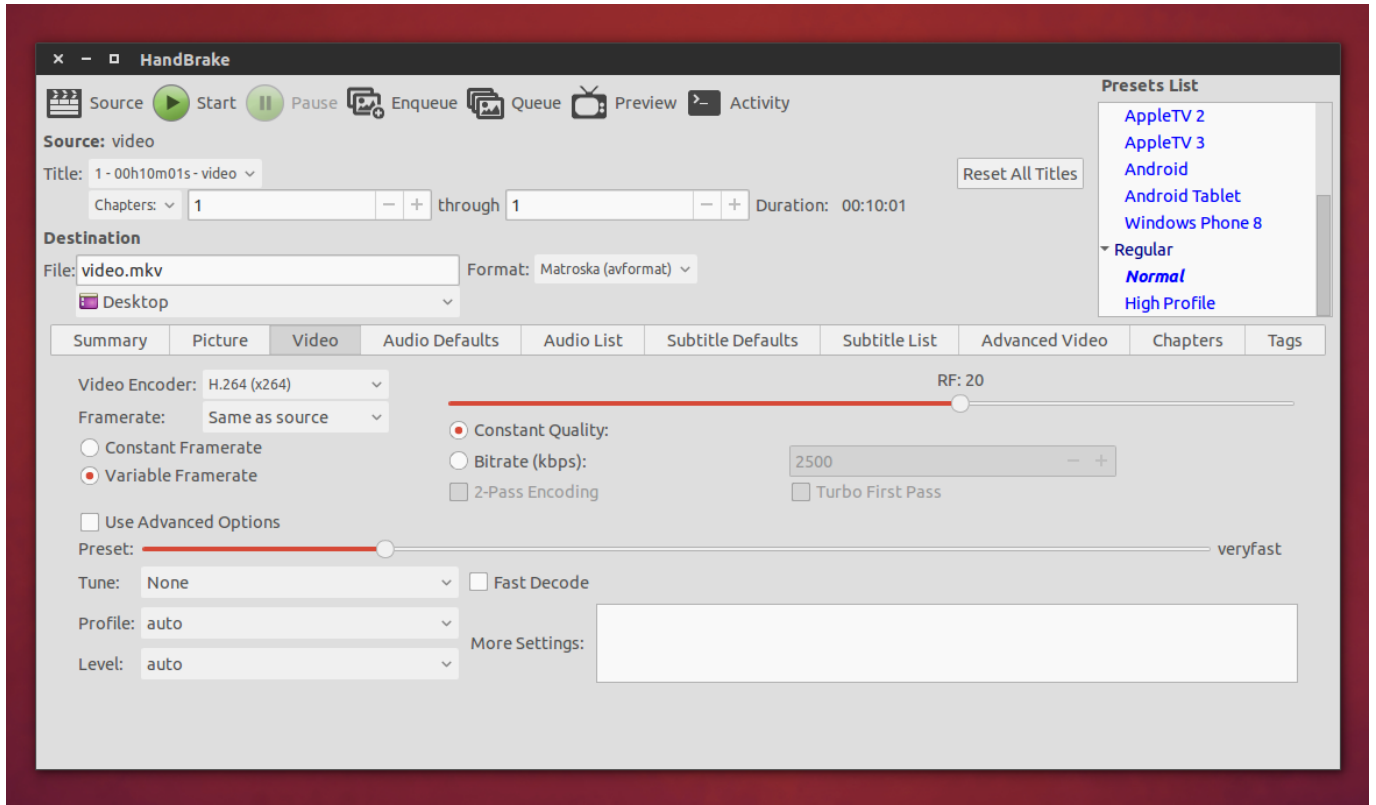 HandBrake
Source Start Pause Enqueue Queue Preview Activity
Source: video
Title: 1 - 00h10m01s - video Reset All Titles
Chapters: 1 through 1 Duration: 00:10:01
Destination
File: video.mkv Format: Matroska (avformat)
Desktop
Presets List
AppleTV 2
AppleTV 3
Android
Android Tablet
Windows Phone 8
Regular
Normal
High Profile
Summary Picture Video Audio Defaults Audio List Subtitle Defaults Subtitle List Advanced Video Chapters Tags
Video Encoder: H.264 (x264)
Framerate: Same as source
Constant Framerate
Variable Framerate
RF: 20
Constant Quality:
Bitrate (kbps): 2500
2-Pass Encoding Turbo First Pass
Use Advanced Options
Preset: veryfast
Tune: None Fast Decode
Profile: auto
Level: auto
More Settings: